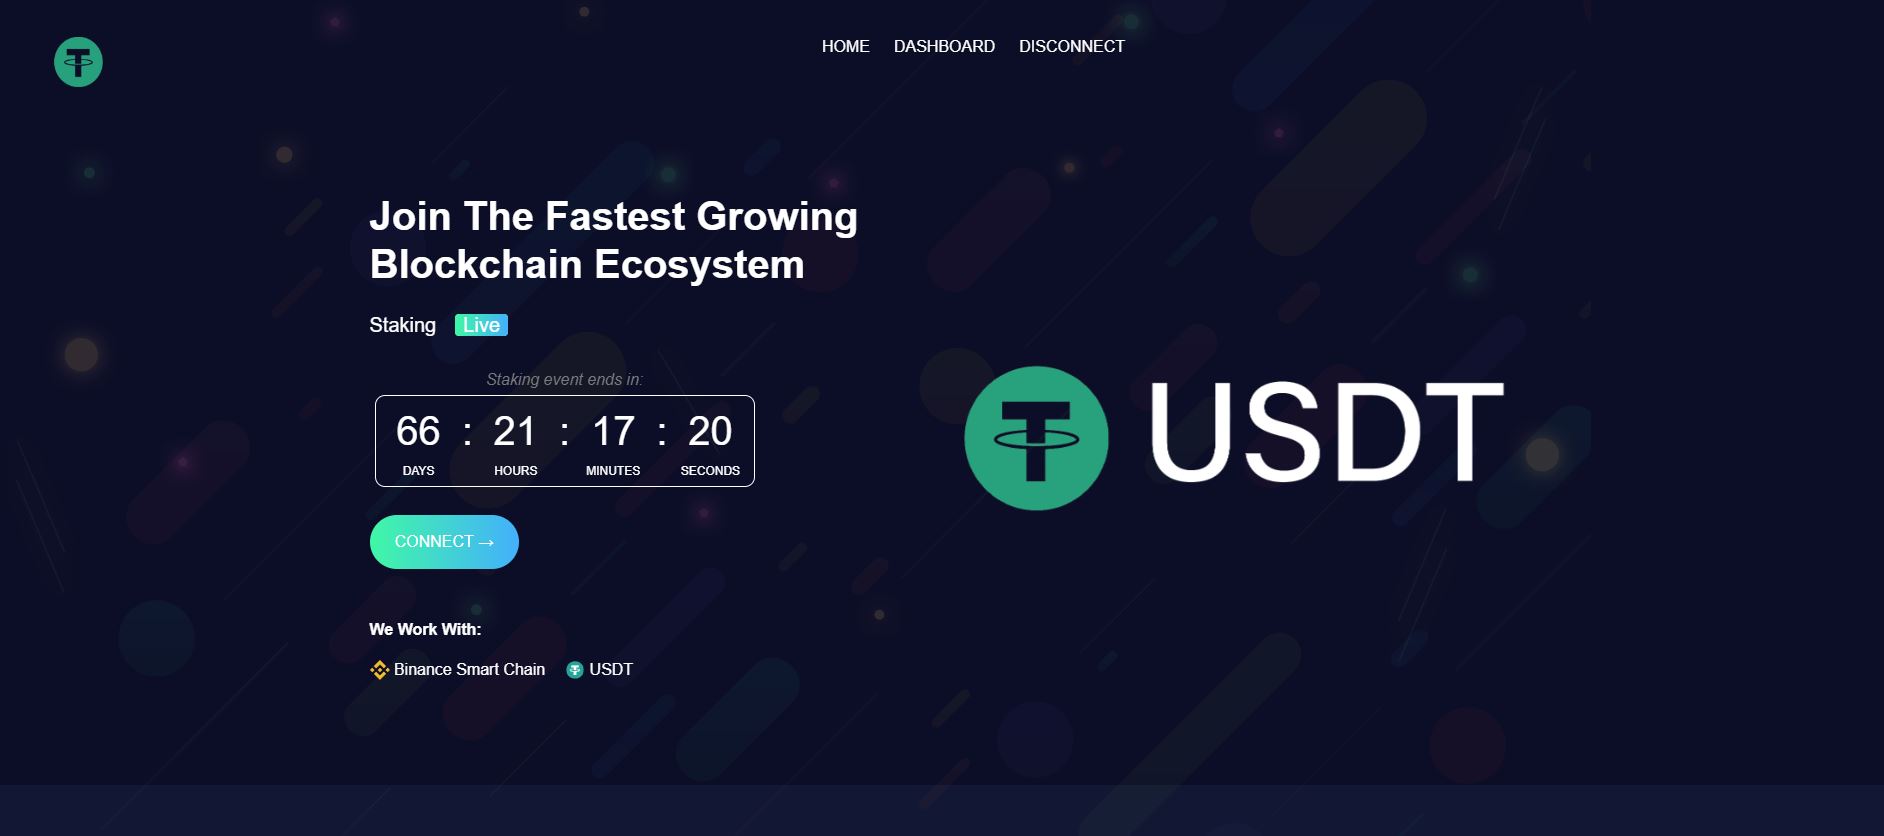 HOME DASHBOARD DISCONNECT
Join The Fastest Growing
Blockchain Ecosystem
Staking Live
Staking event ends in:
66 : 21 : 17 : 20
DAYS HOURS MINUTES SECONDS
USDT
CONNECT →
We Work With:
Binance Smart Chain USDT